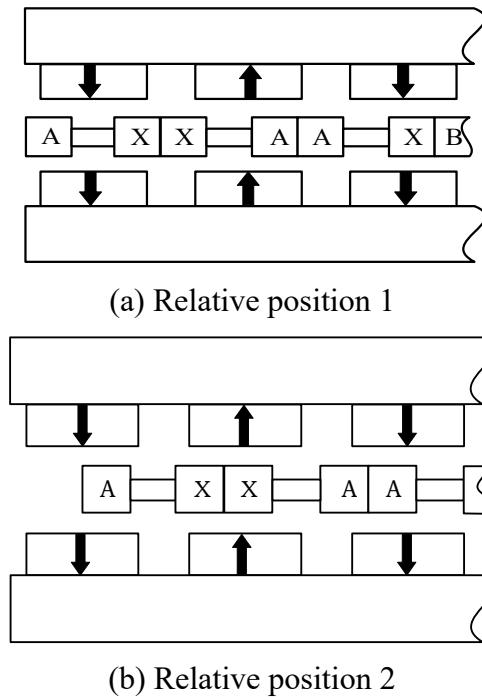 A X X A A X B
(a) Relative position 1
A X X A A
(b) Relative position 2